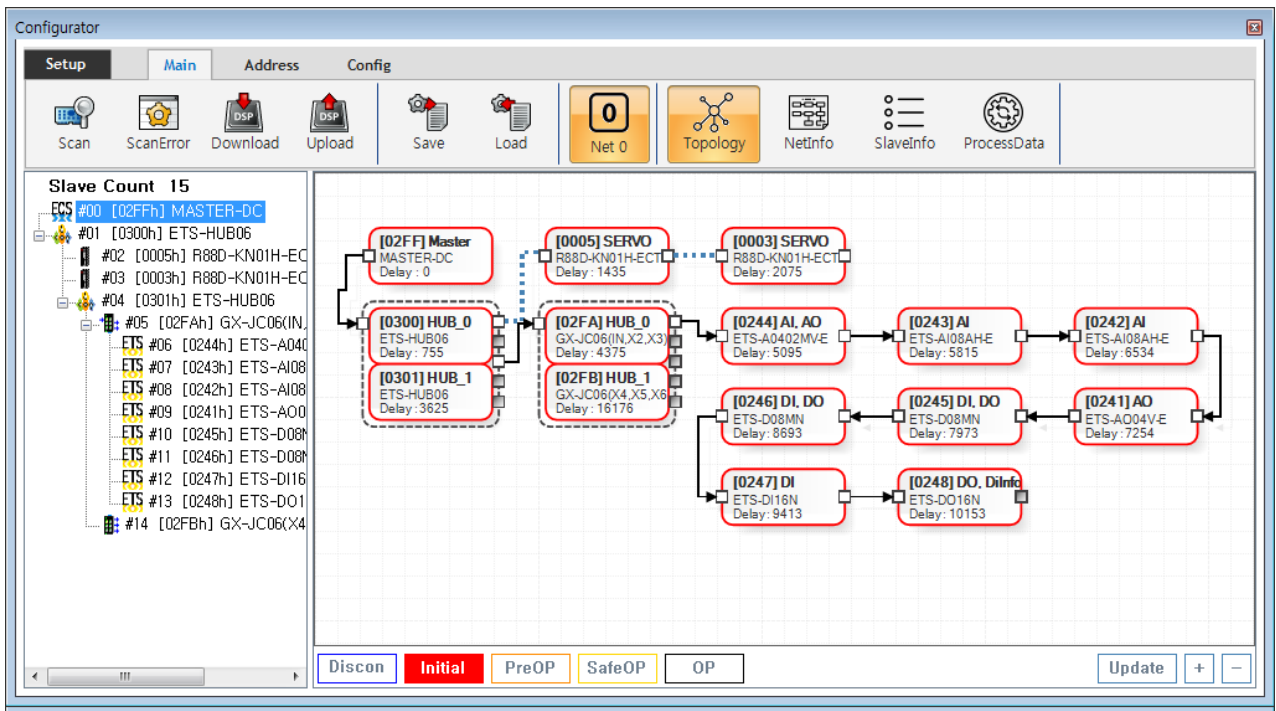 Configurator
Setup Main Address Config
Scan ScanError Download Upload Save Load Net 0 Topology NetInfo SlaveInfo ProcessData
DSP DSP 0
Slave Count 15
ECS #00 [02FFh] MASTER-DC
#01 [0300h] ETS-HUB06
#02 [0005h] R88D-KN01H-EC
#03 [0003h] R88D-KN01H-EC
#04 [0301h] ETS-HUB06
#05 [02FAh] GX-JC06(IN,
ETS #06 [0244h] ETS-A040
ETS #07 [0243h] ETS-AI08
ETS #08 [0242h] ETS-AI08
ETS #09 [0241h] ETS-AO0
ETS #10 [0245h] ETS-D08M
ETS #11 [0246h] ETS-D08M
ETS #12 [0247h] ETS-DI16
ETS #13 [0248h] ETS-DO1
#14 [02FBh] GX-JC06(X4
[02FF] Master
MASTER-DC
Delay : 0
[0005] SERVO
R88D-KN01H-ECT
Delay : 1435
[0003] SERVO
R88D-KN01H-ECT
Delay : 2075
[0300] HUB_0
ETS-HUB06
Delay : 755
[0301] HUB_1
ETS-HUB06
Delay : 3625
[02FA] HUB_0
GX-JC06(IN,X2,X3)
Delay : 4375
[02FB] HUB_1
GX-JC06(X4,X5,X6
Delay : 16176
[0244] AI, AO
ETS-A0402MV-E
Delay : 5095
[0243] AI
ETS-AI08AH-E
Delay : 5815
[0242] AI
ETS-AI08AH-E
Delay : 6534
[0246] DI, DO
ETS-D08MN
Delay : 8693
[0245] DI, DO
ETS-D08MN
Delay : 7973
[0241] AO
ETS-AO04V-E
Delay : 7254
[0247] DI
ETS-DI16N
Delay : 9413
[0248] DO, DiInfo
ETS-DO16N
Delay : 10153
Discon Initial PreOP SafeOP OP Update + −